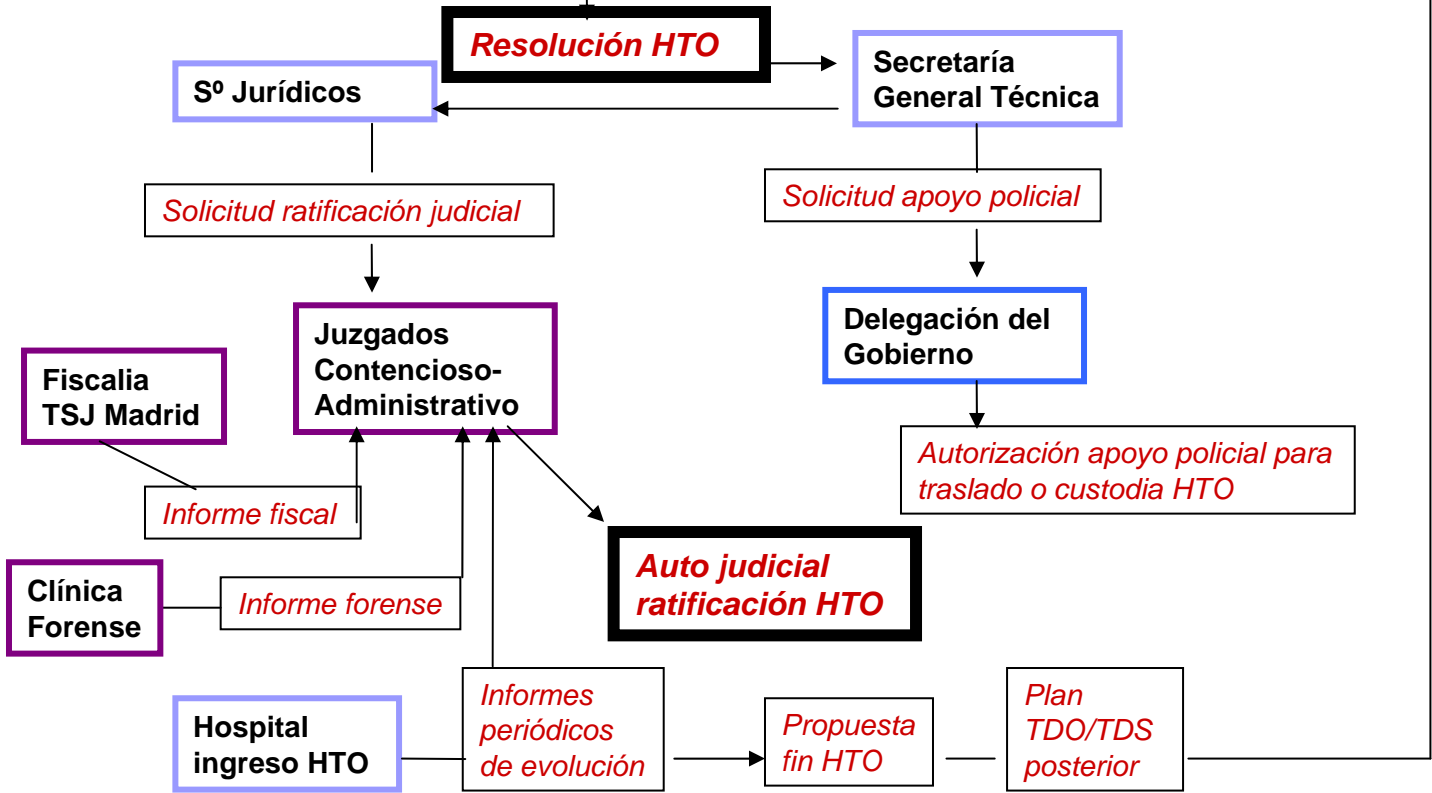 Resolución HTO
Sº Jurídicos
Secretaría
General Técnica
Solicitud ratificación judicial
Solicitud apoyo policial
Juzgados
Contencioso-
Administrativo
Delegación del
Gobierno
Fiscalia
TSJ Madrid
Autorización apoyo policial para
traslado o custodia HTO
Informe fiscal
Auto judicial
ratificación HTO
Clínica
Forense
Informe forense
Hospital
ingreso HTO
Informes
periódicos
de evolución
Propuesta
fin HTO
Plan
TDO/TDS
posterior